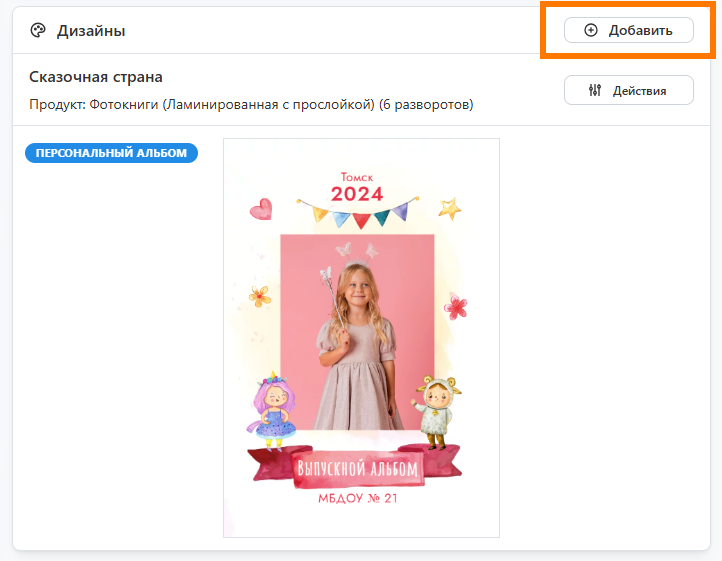 Дизайны
Добавить
Сказочная страна
Продукт: Фотокниги (Ламинированная с прослойкой) (6 разворотов)
Действия
ПЕРСОНАЛЬНЫЙ АЛЬБОМ
Томск
2024
Выпускной альбом
МБДОУ № 21